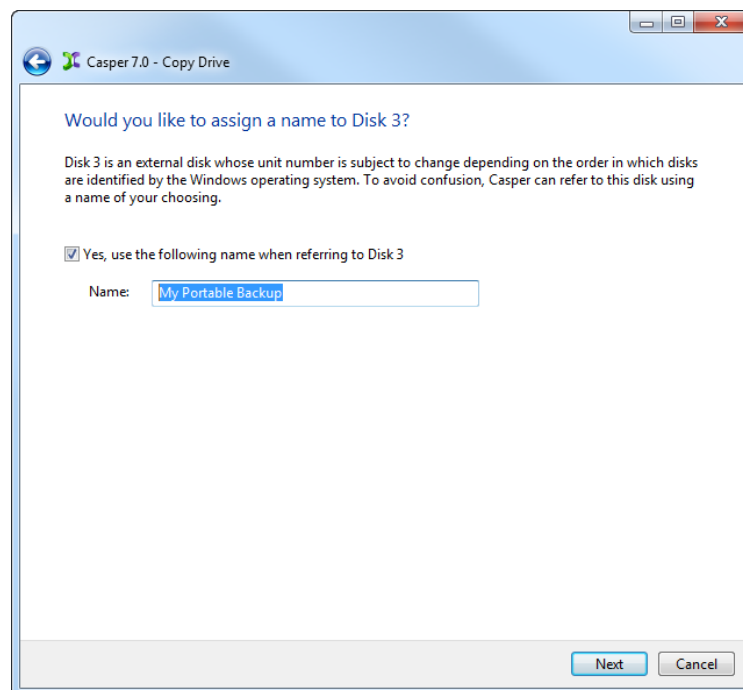 Casper 7.0 - Copy Drive
Would you like to assign a name to Disk 3?
Disk 3 is an external disk whose unit number is subject to change depending on the order in which disks
are identified by the Windows operating system. To avoid confusion, Casper can refer to this disk using
a name of your choosing.
Yes, use the following name when referring to Disk 3
Name: My Portable Backup
Next Cancel